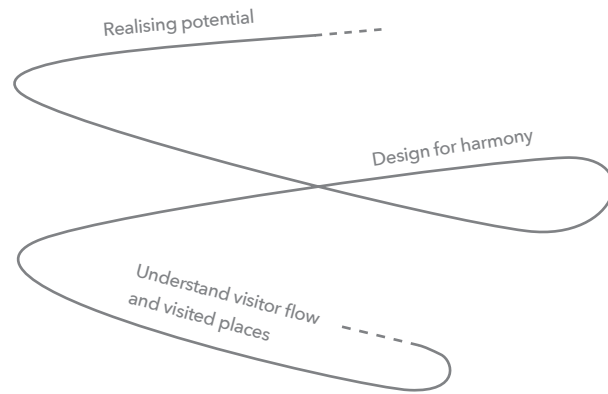 Realising potential
Design for harmony
Understand visitor flow
and visited places